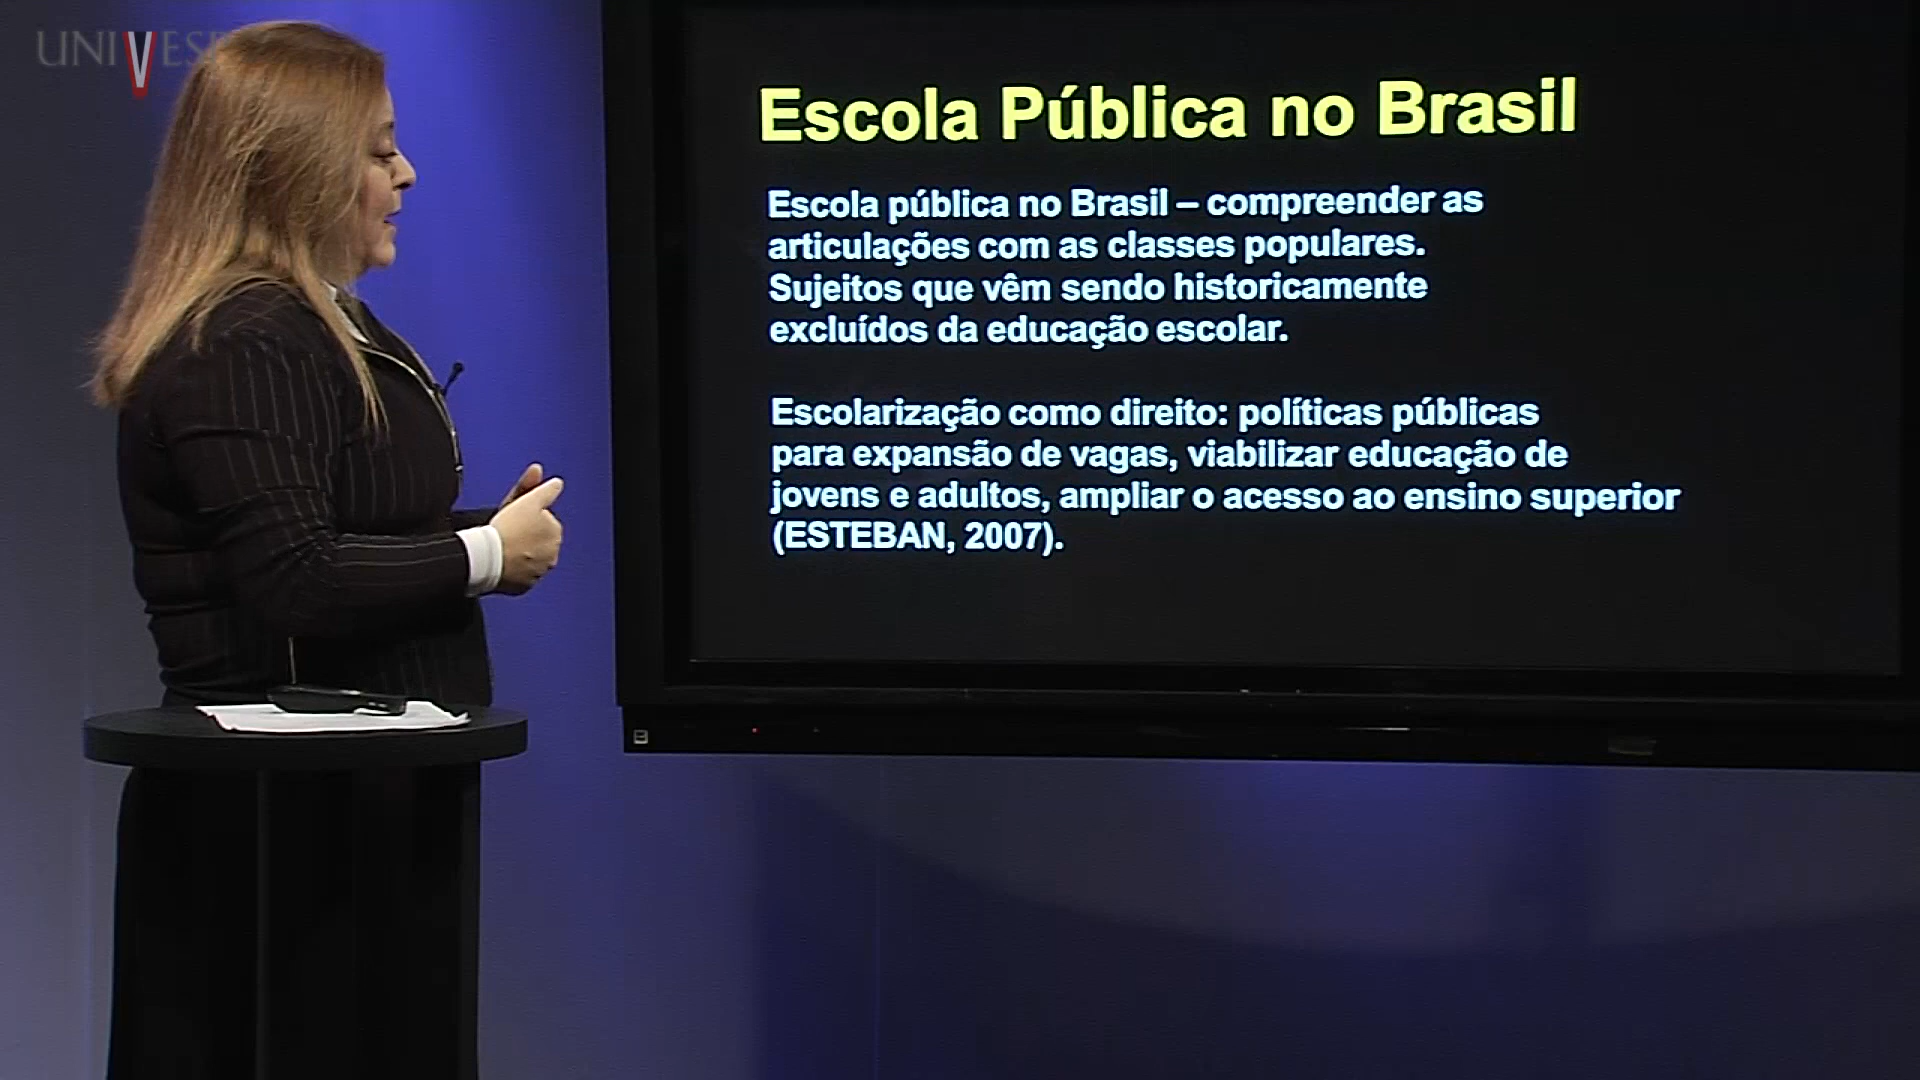 UNIVESP
Escola Pública no Brasil
Escola pública no Brasil – compreender as
articulações com as classes populares.
Sujeitos que vêm sendo historicamente
excluídos da educação escolar.
Escolarização como direito: políticas públicas
para expansão de vagas, viabilizar educação de
jovens e adultos, ampliar o acesso ao ensino superior
(ESTEBAN, 2007).